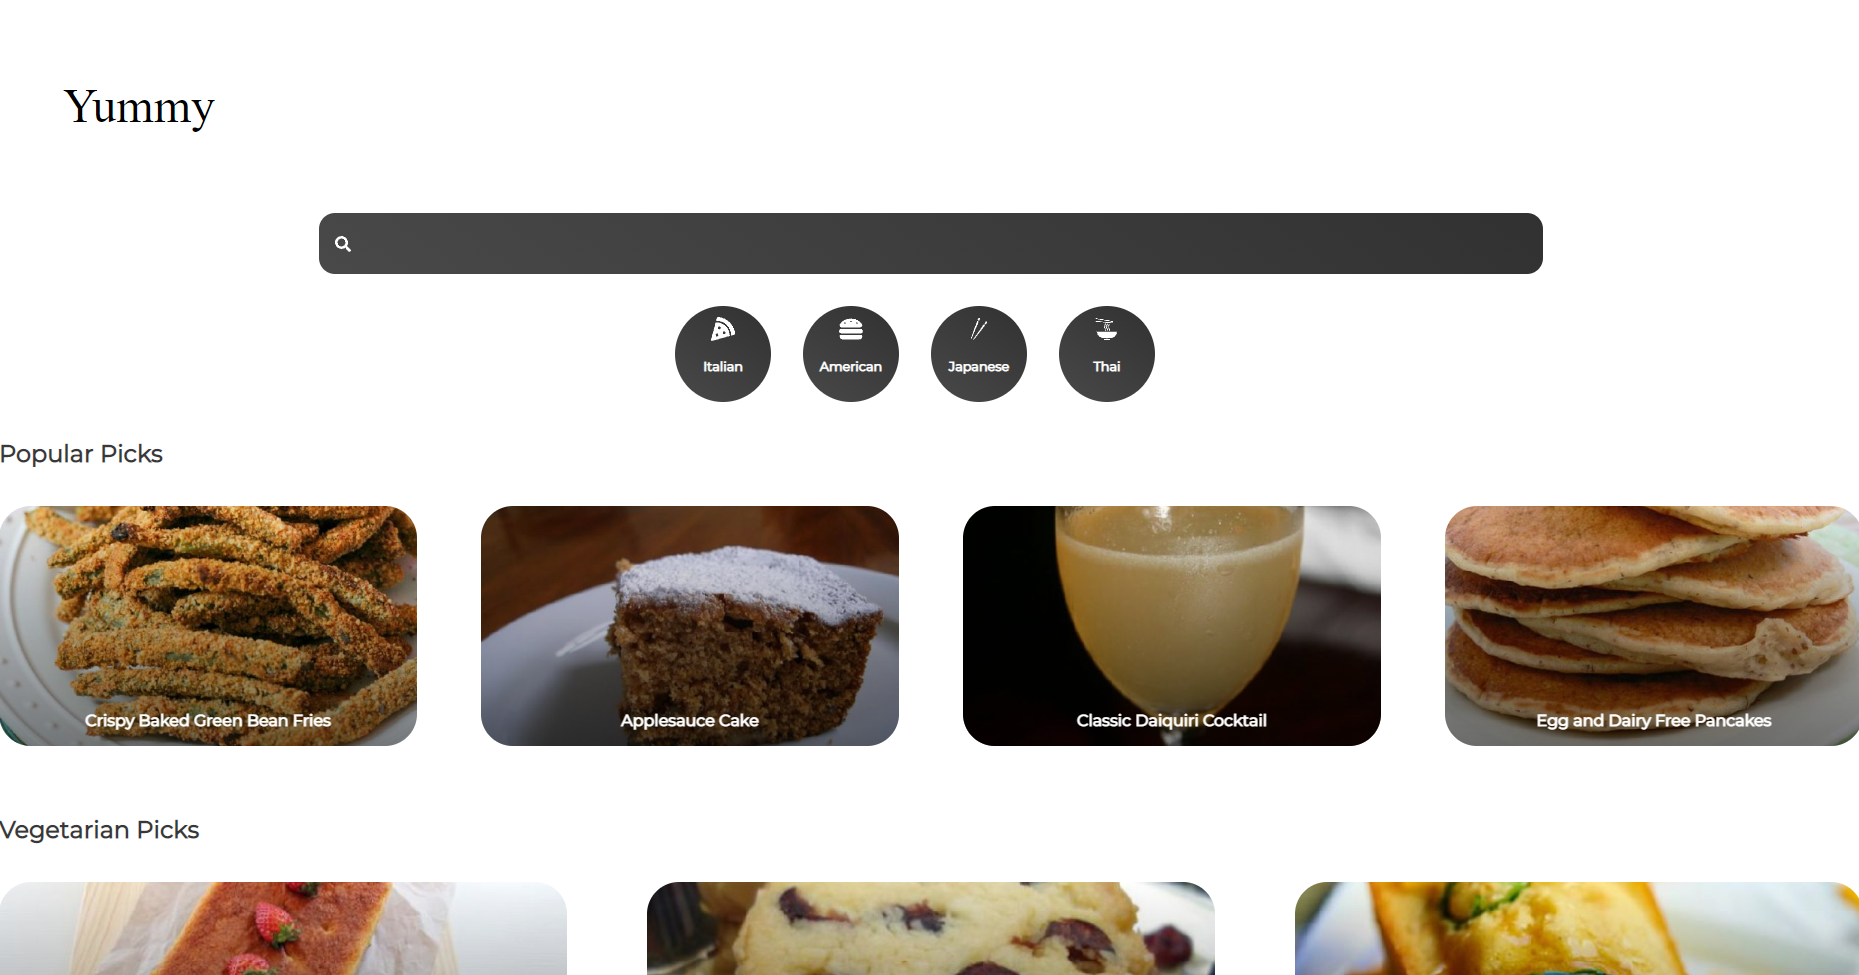 Yummy
Italian
American
Japanese
Thai
Popular Picks
Crispy Baked Green Bean Fries
Applesauce Cake
Classic Daiquiri Cocktail
Egg and Dairy Free Pancakes
Vegetarian Picks